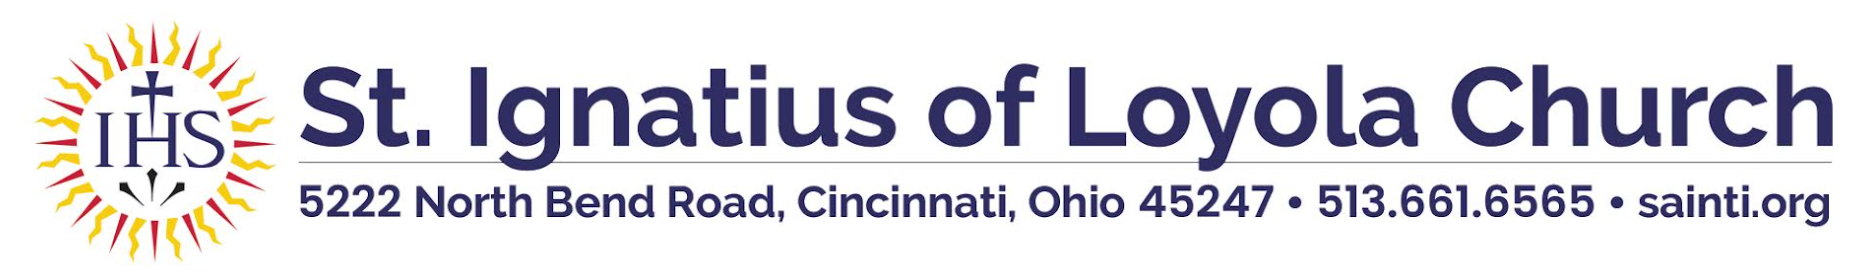 IHS
St. Ignatius of Loyola Church
5222 North Bend Road, Cincinnati, Ohio 45247 • 513.661.6565 • sainti.org